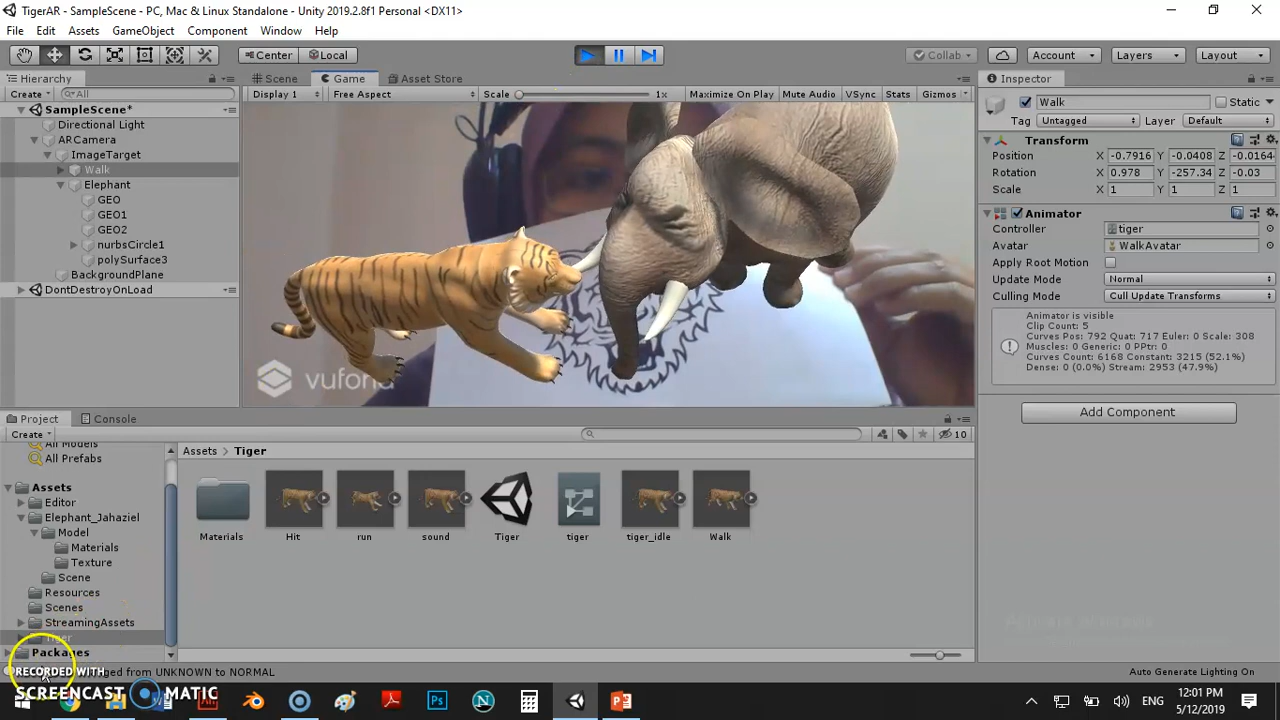 TigerAR - SampleScene - PC, Mac & Linux Standalone - Unity 2019.2.8f1 Personal <DX11>
File Edit Assets GameObject Component Window Help
Center Local Collab Account Layers Layout
Hierarchy Scene Game Asset Store Inspector
Create All Display 1 Free Aspect Scale 1x Maximize On Play Mute Audio VSync Stats Gizmos Walk Static
SampleScene*
Directional Light
ARCamera
ImageTarget
Walk
Elephant
GEO
GEO1
GEO2
nurbsCircle1
polySurface3
BackgroundPlane
DontDestroyOnLoad
vuforia
Tag Untagged Layer Default
Transform
Position X -0.7916 Y -0.0408 Z -0.0164
Rotation X 0.978 Y -257.34 Z -0.03
Scale X 1 Y 1 Z 1
Animator
Controller tiger
Avatar WalkAvatar
Apply Root Motion
Update Mode Normal
Culling Mode Cull Update Transforms
Animator is visible
Clip Count: 5
Curves Pos: 792 Quat: 717 Euler: 0 Scale: 308
Muscles: 0 Generic: 0 PPtr: 0
Curves Count: 6168 Constant: 3215 (52.1%)
Dense: 0 (0.0%) Stream: 2953 (47.9%)
Add Component
Project Console
Create 10
All Models
All Prefabs
Assets
Editor
Elephant_Jahaziel
Model
Materials
Texture
Scene
Resources
Scenes
StreamingAssets
Tiger
Packages
Assets Tiger
Materials Hit run sound Tiger tiger tiger_idle Walk
from UNKNOWN to NORMAL
Auto Generate Lighting On
RECORDED WITH
SCREENCAST MATIC
ENG
12:01 PM
5/12/2019